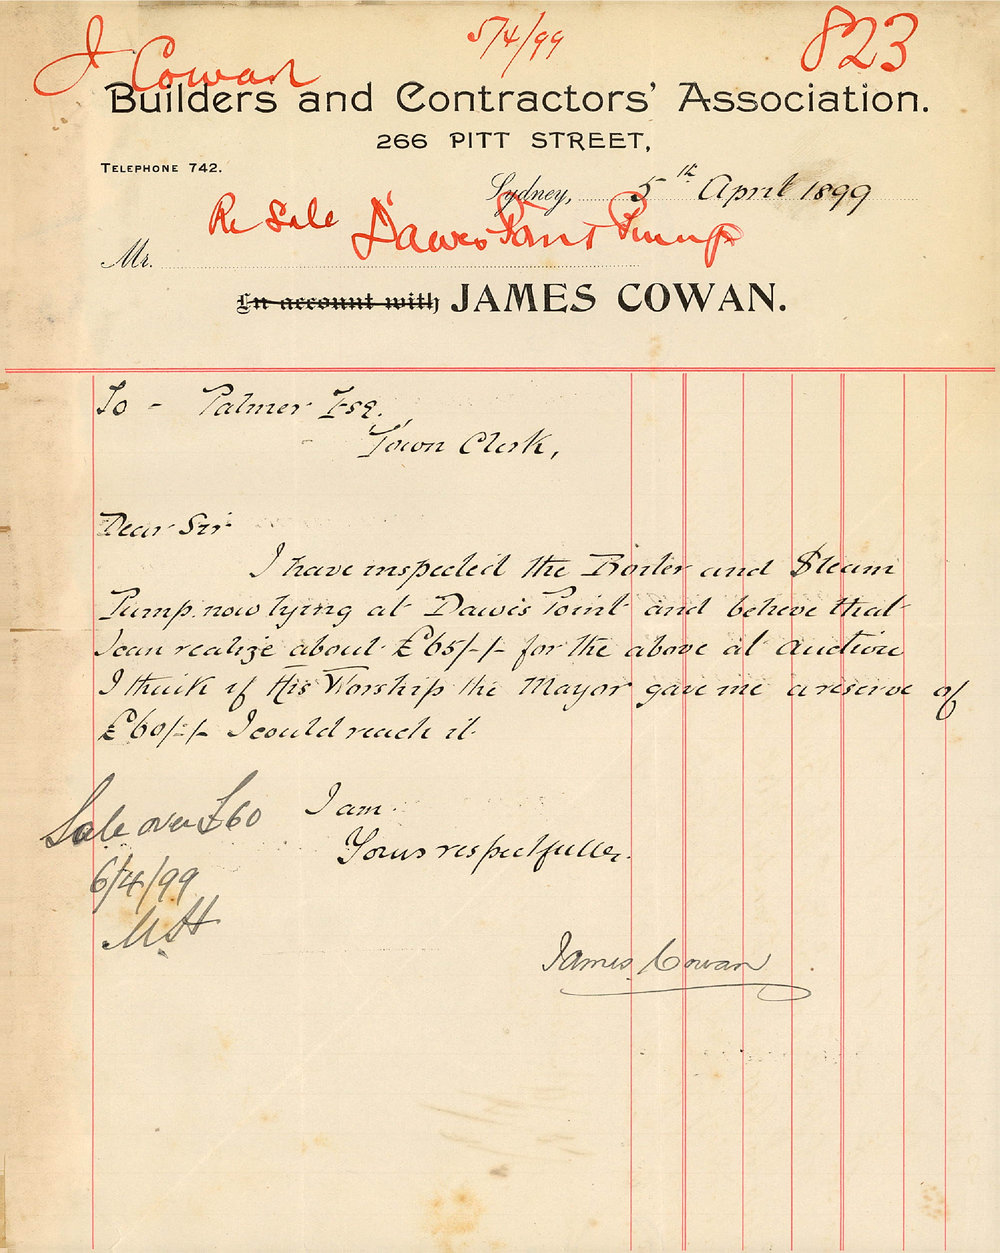 J Cowan
5/4/99
823
Builders and Contractors' Association.
266 PITT STREET,
TELEPHONE 742.
Sydney, 5th April 1899
Re Sale Dawes Point Pump
Mr.
In account with JAMES COWAN.
To - Palmer Esq.
Town Clerk,
Dear Sir
I have inspected the Boiler and Steam
Pump now lying at Dawes Point and believe that
I can realize about £65/-/- for the above at Auction
I think if His Worship the Mayor gave me a reserve of
£60/-/- I could reach it.
Sale over £60
6/4/99
I am
Yours respectfully.
James Cowan